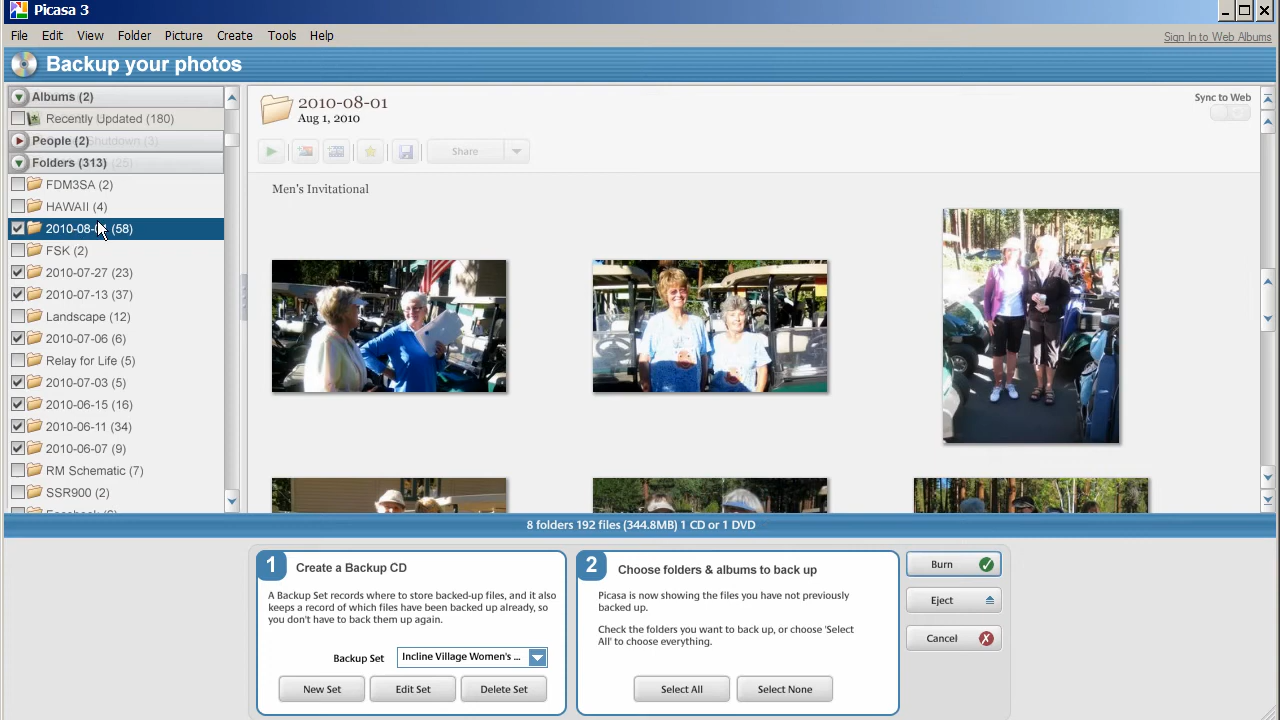 Picasa 3
File Edit View Folder Picture Create Tools Help
Sign In to Web Albums
Backup your photos
Albums (2)
Recently Updated (180)
People (2) Shutdown (3)
Folders (313) (25)
FDM3SA (2)
HAWAII (4)
2010-08- (58)
FSK (2)
2010-07-27 (23)
2010-07-13 (37)
Landscape (12)
2010-07-06 (6)
Relay for Life (5)
2010-07-03 (5)
2010-06-15 (16)
2010-06-11 (34)
2010-06-07 (9)
RM Schematic (7)
SSR900 (2)
2010-08-01
Aug 1, 2010
Sync to Web
Share
Men's Invitational
8 folders 192 files (344.8MB) 1 CD or 1 DVD
1 Create a Backup CD
A Backup Set records where to store backed-up files, and it also
keeps a record of which files have been backed up already, so
you don't have to back them up again.
Backup Set Incline Village Women's ...
New Set Edit Set Delete Set
2 Choose folders & albums to back up
Picasa is now showing the files you have not previously
backed up.
Check the folders you want to back up, or choose 'Select
All' to choose everything.
Select All Select None
Burn
Eject
Cancel